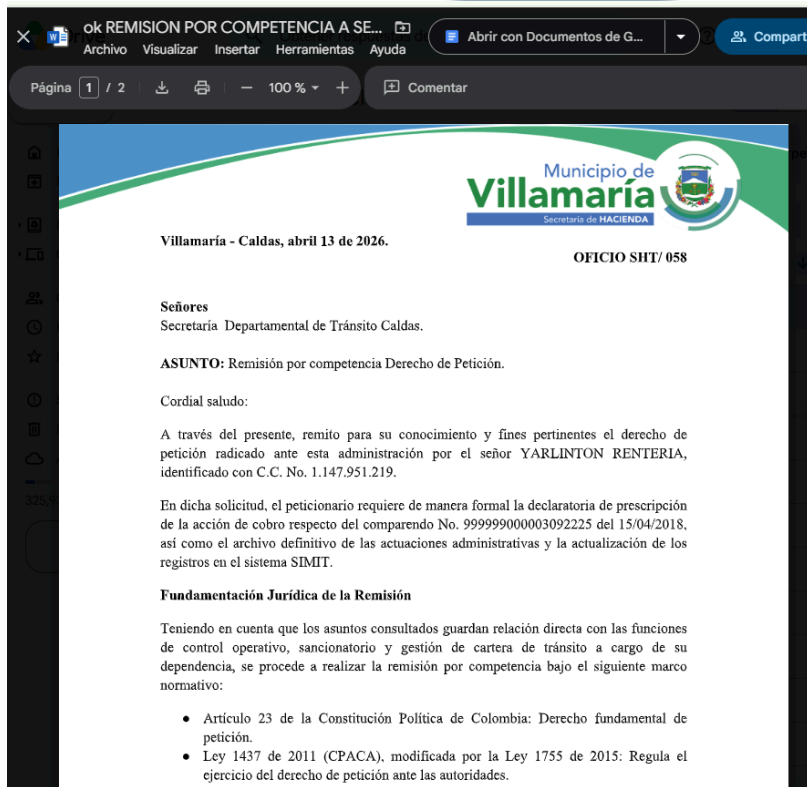 ok REMISION POR COMPETENCIA A SE...
Abrir con Documentos de G...
Compart
Archivo Visualizar Insertar Herramientas Ayuda
Página 1 / 2
100 %
Comentar
Municipio de
Villamaría
Secretaría de HACIENDA
Villamaría - Caldas, abril 13 de 2026.
OFICIO SHT/ 058
Señores
Secretaría Departamental de Tránsito Caldas.
ASUNTO: Remisión por competencia Derecho de Petición.
Cordial saludo:
A través del presente, remito para su conocimiento y fines pertinentes el derecho de
petición radicado ante esta administración por el señor YARLINTON RENTERIA,
identificado con C.C. No. 1.147.951.219.
En dicha solicitud, el peticionario requiere de manera formal la declaratoria de prescripción
de la acción de cobro respecto del comparendo No. 999999000003092225 del 15/04/2018,
así como el archivo definitivo de las actuaciones administrativas y la actualización de los
registros en el sistema SIMIT.
Fundamentación Jurídica de la Remisión
Teniendo en cuenta que los asuntos consultados guardan relación directa con las funciones
de control operativo, sancionatorio y gestión de cartera de tránsito a cargo de su
dependencia, se procede a realizar la remisión por competencia bajo el siguiente marco
normativo:
● Artículo 23 de la Constitución Política de Colombia: Derecho fundamental de
petición.
● Ley 1437 de 2011 (CPACA), modificada por la Ley 1755 de 2015: Regula el
ejercicio del derecho de petición ante las autoridades.